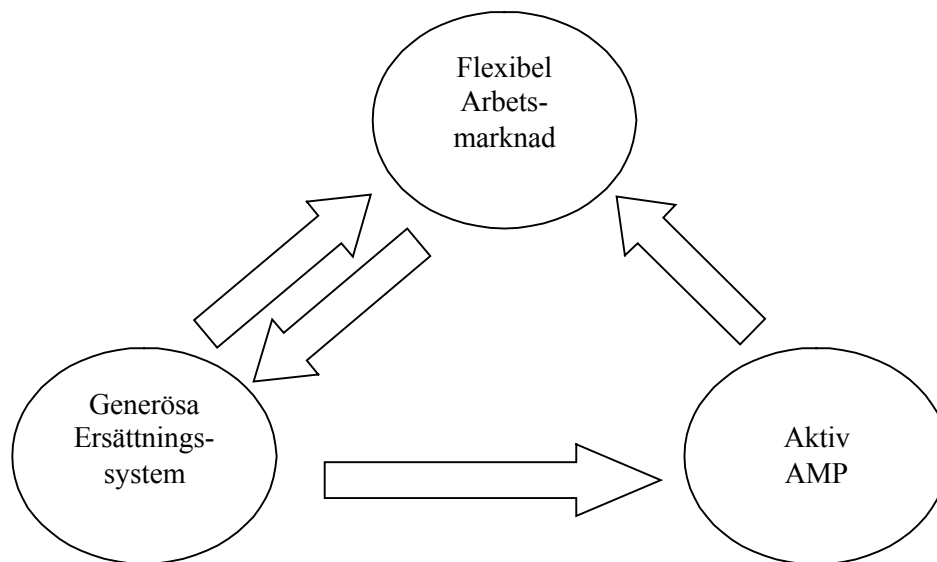 Flexibel
Arbets-
marknad
Generösa
Ersättnings-
system
Aktiv
AMP